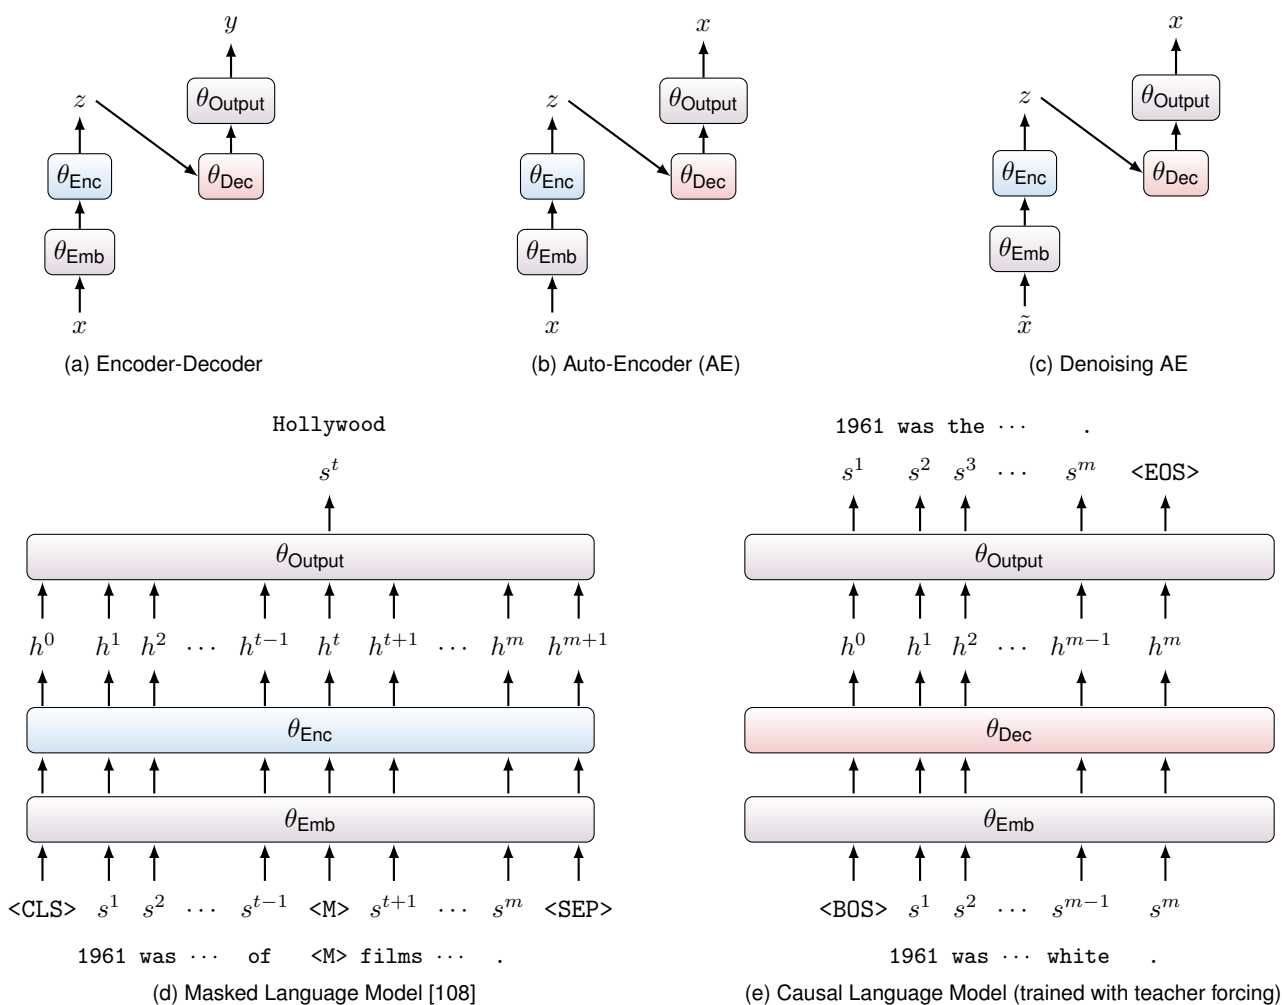 y
θOutput
z
θEnc
θDec
θEmb
x
(a) Encoder-Decoder
x
θOutput
z
θEnc
θDec
θEmb
x
(b) Auto-Encoder (AE)
x
θOutput
z
θEnc
θDec
θEmb
x̃
(c) Denoising AE
Hollywood
s^t
θOutput
h^0 h^1 h^2 ··· h^{t−1} h^t h^{t+1} ··· h^m h^{m+1}
θEnc
θEmb
<CLS> s^1 s^2 ··· s^{t−1} <M> s^{t+1} ··· s^m <SEP>
1961 was ··· of <M> films ··· .
(d) Masked Language Model [108]
1961 was the ··· .
s^1 s^2 s^3 ··· s^m <EOS>
θOutput
h^0 h^1 h^2 ··· h^{m−1} h^m
θDec
θEmb
<BOS> s^1 s^2 ··· s^{m−1} s^m
1961 was ··· white .
(e) Causal Language Model (trained with teacher forcing)